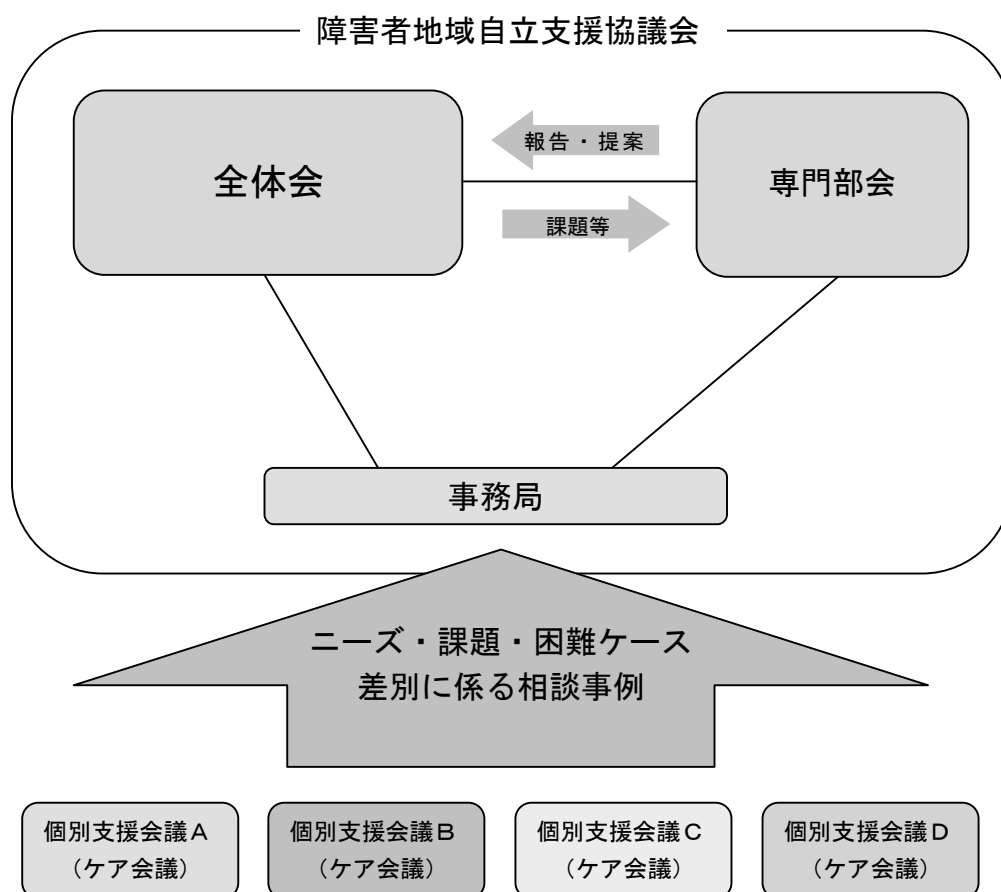 障害者地域自立支援協議会
報告・提案
全体会
専門部会
課題等
事務局
ニーズ・課題・困難ケース
差別に係る相談事例
個別支援会議Ａ
（ケア会議）
個別支援会議Ｂ
（ケア会議）
個別支援会議Ｃ
（ケア会議）
個別支援会議Ｄ
（ケア会議）